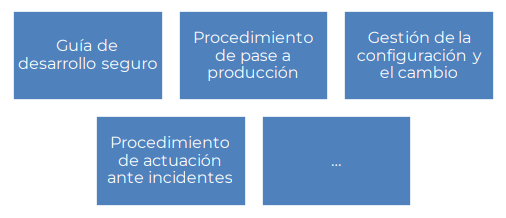 Guía de
desarrollo seguro
Procedimiento
de pase a
producción
Gestión de la
configuración y
el cambio
Procedimiento
de actuación
ante incidentes
...